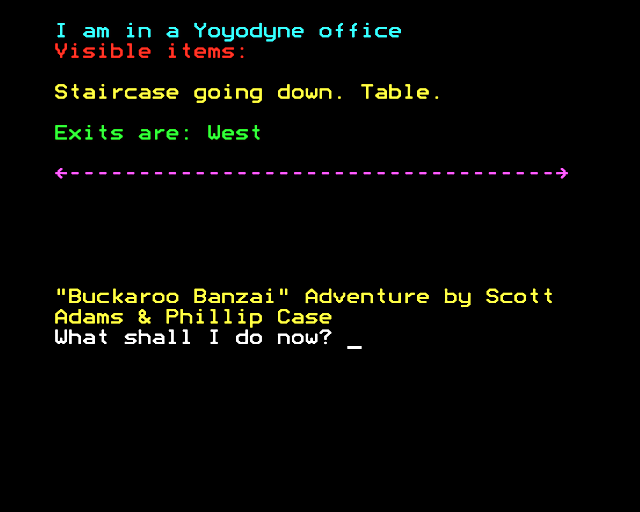 I am in a Yoyodyne office
Visible items:
Staircase going down. Table.
Exits are: West
<------------------------------------->
"Buckaroo Banzai" Adventure by Scott
Adams & Phillip Case
What shall I do now? _